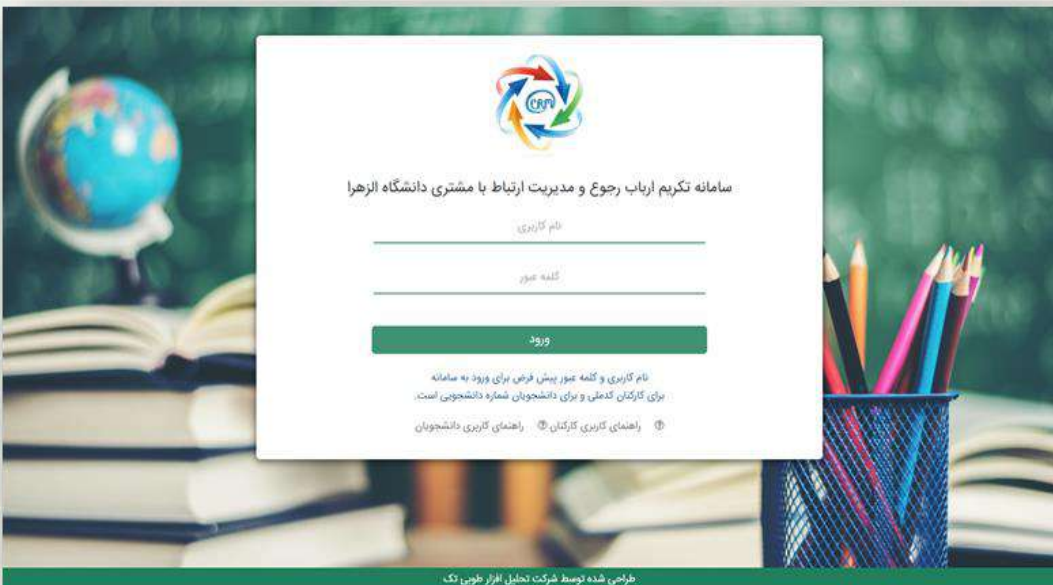 CRM
سامانه تکریم ارباب رجوع و مدیریت ارتباط با مشتری دانشگاه الزهرا
نام کاربری
کلمه عبور
ورود
نام کاربری و کلمه عبور پیش فرض برای ورود به سامانه
برای کارکنان کدملی و برای دانشجویان شماره دانشجویی است.
راهنمای کاربری کارکنان راهنمای کاربری دانشجویان
طراحی شده توسط شرکت تحلیل افزار طوبی تک